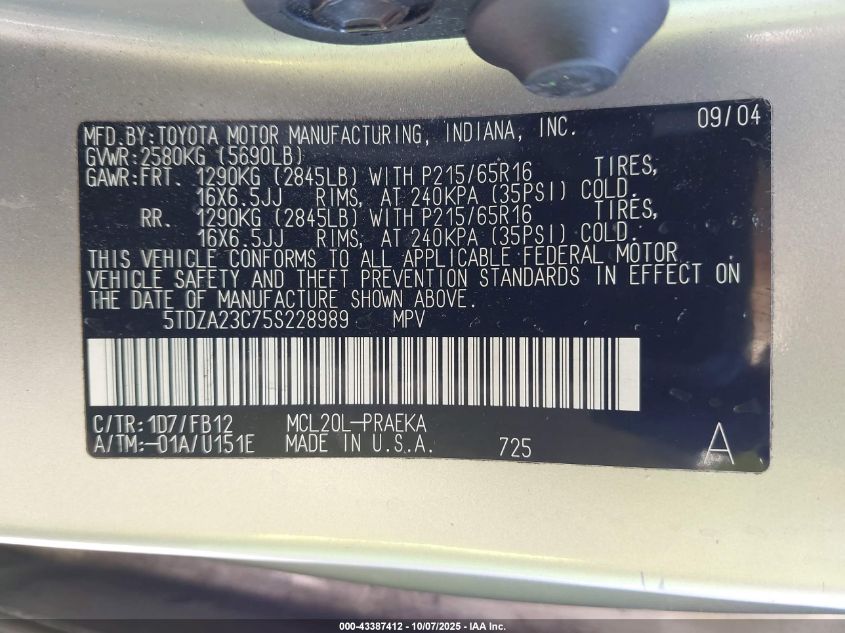 09/04
MFD.BY:TOYOTA MOTOR MANUFACTURING, INDIANA, INC.
GVWR:2580KG (5690LB)
GAWR:FRT. 1290KG (2845LB) WITH P215/65R16 TIRES,
16X6.5JJ RIMS, AT 240KPA (35PSI) COLD.
RR. 1290KG (2845LB) WITH P215/65R16 TIRES,
16X6.5JJ RIMS, AT 240KPA (35PSI) COLD.
THIS VEHICLE CONFORMS TO ALL APPLICABLE FEDERAL MOTOR
VEHICLE SAFETY AND THEFT PREVENTION STANDARDS IN EFFECT ON
THE DATE OF MANUFACTURE SHOWN ABOVE.
5TDZA23C75S228989 MPV
C/TR:1D7/FB12 MCL20L-PRAEKA
A/TM:-01A/U151E MADE IN U.S.A. 725 A
000-43387412 - 10/07/2025 - IAA Inc.